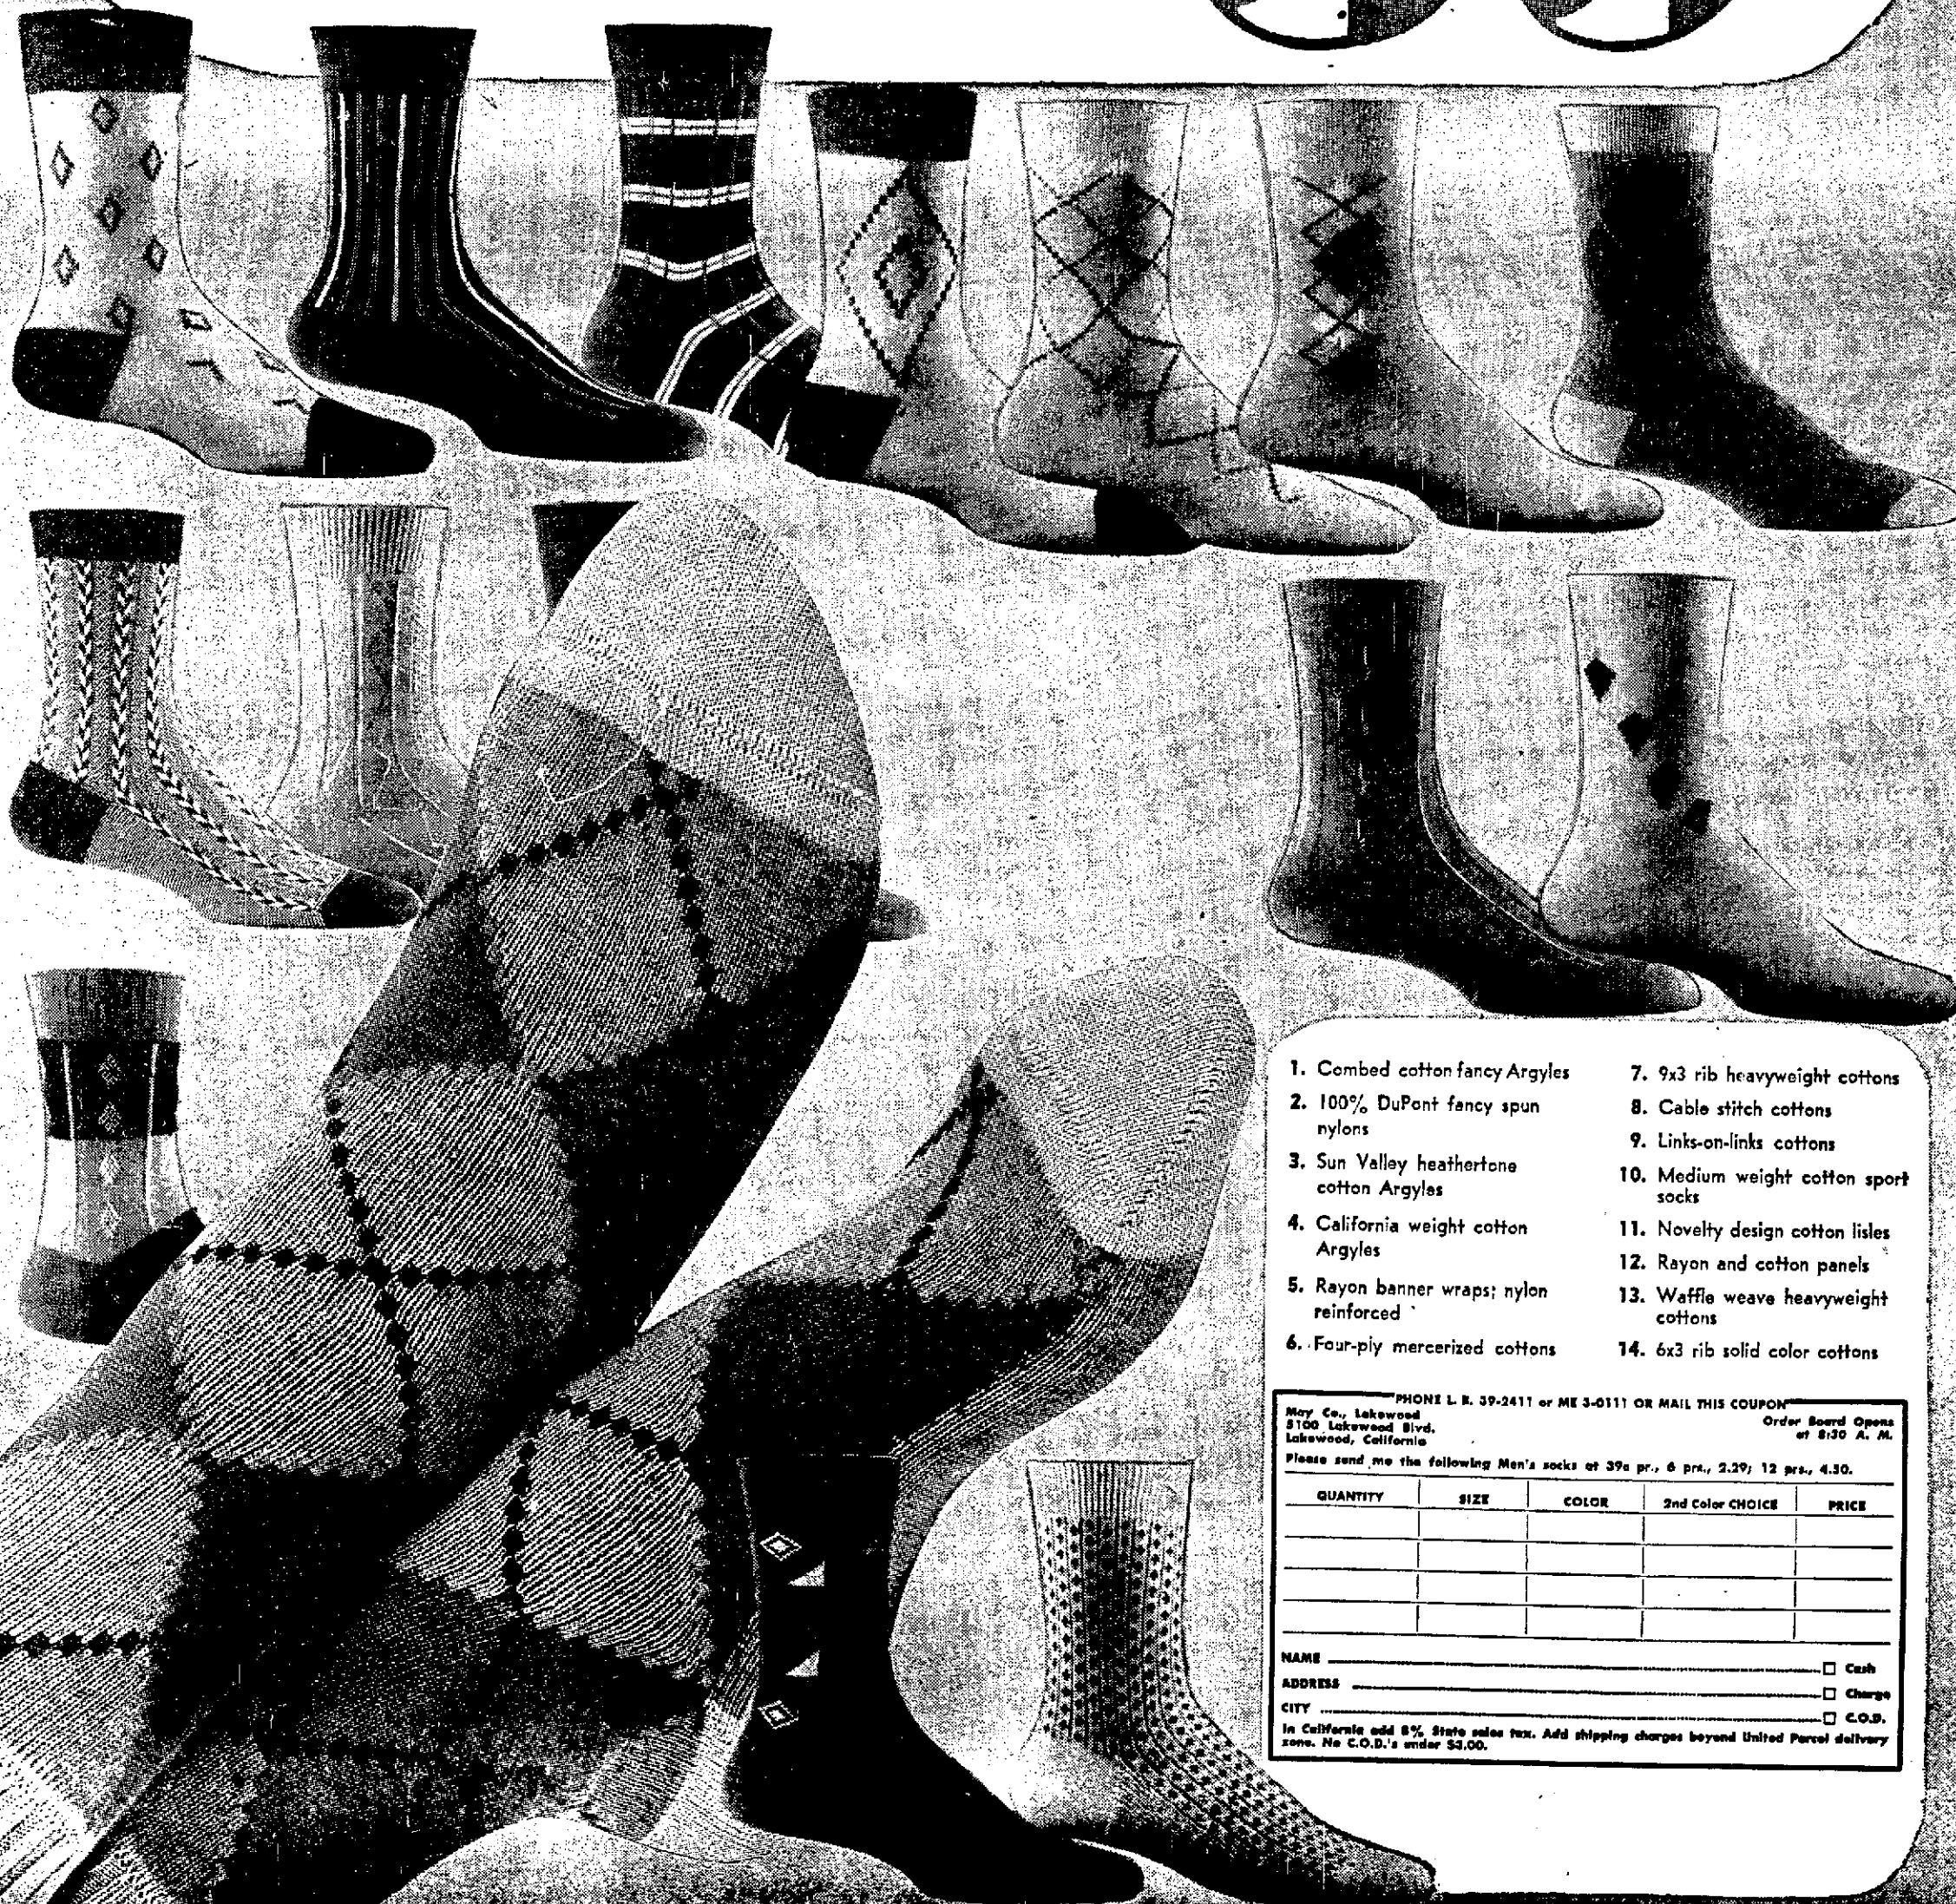 1. Combed cotton fancy Argyles
2. 100% DuPont fancy spun
nylons
3. Sun Valley heathertone
cotton Argyles
4. California weight cotton
Argyles
5. Rayon banner wraps; nylon
reinforced
6. Four-ply mercerized cottons
7. 9x3 rib heavyweight cottons
8. Cable stitch cottons
9. Links-on-links cottons
10. Medium weight cotton sport
socks
11. Novelty design cotton lisles
12. Rayon and cotton panels
13. Waffle weave heavyweight
cottons
14. 6x3 rib solid color cottons
PHONE L. B. 39-2411 or ME 3-0111 OR MAIL THIS COUPON
May Co., Lakewood
5100 Lakewood Blvd.
Lakewood, California
Order Board Opens
at 8:30 A. M.
Please send me the following Men's socks at 39c pr., 6 prs., 2.29; 12 prs., 4.50.
QUANTITY SIZE COLOR 2nd Color CHOICE PRICE
NAME Cash
ADDRESS Charge
CITY C.O.D.
In California add State sales tax. Add shipping charges beyond United Parcel delivery
zone. No C.O.D.'s under $3.00.